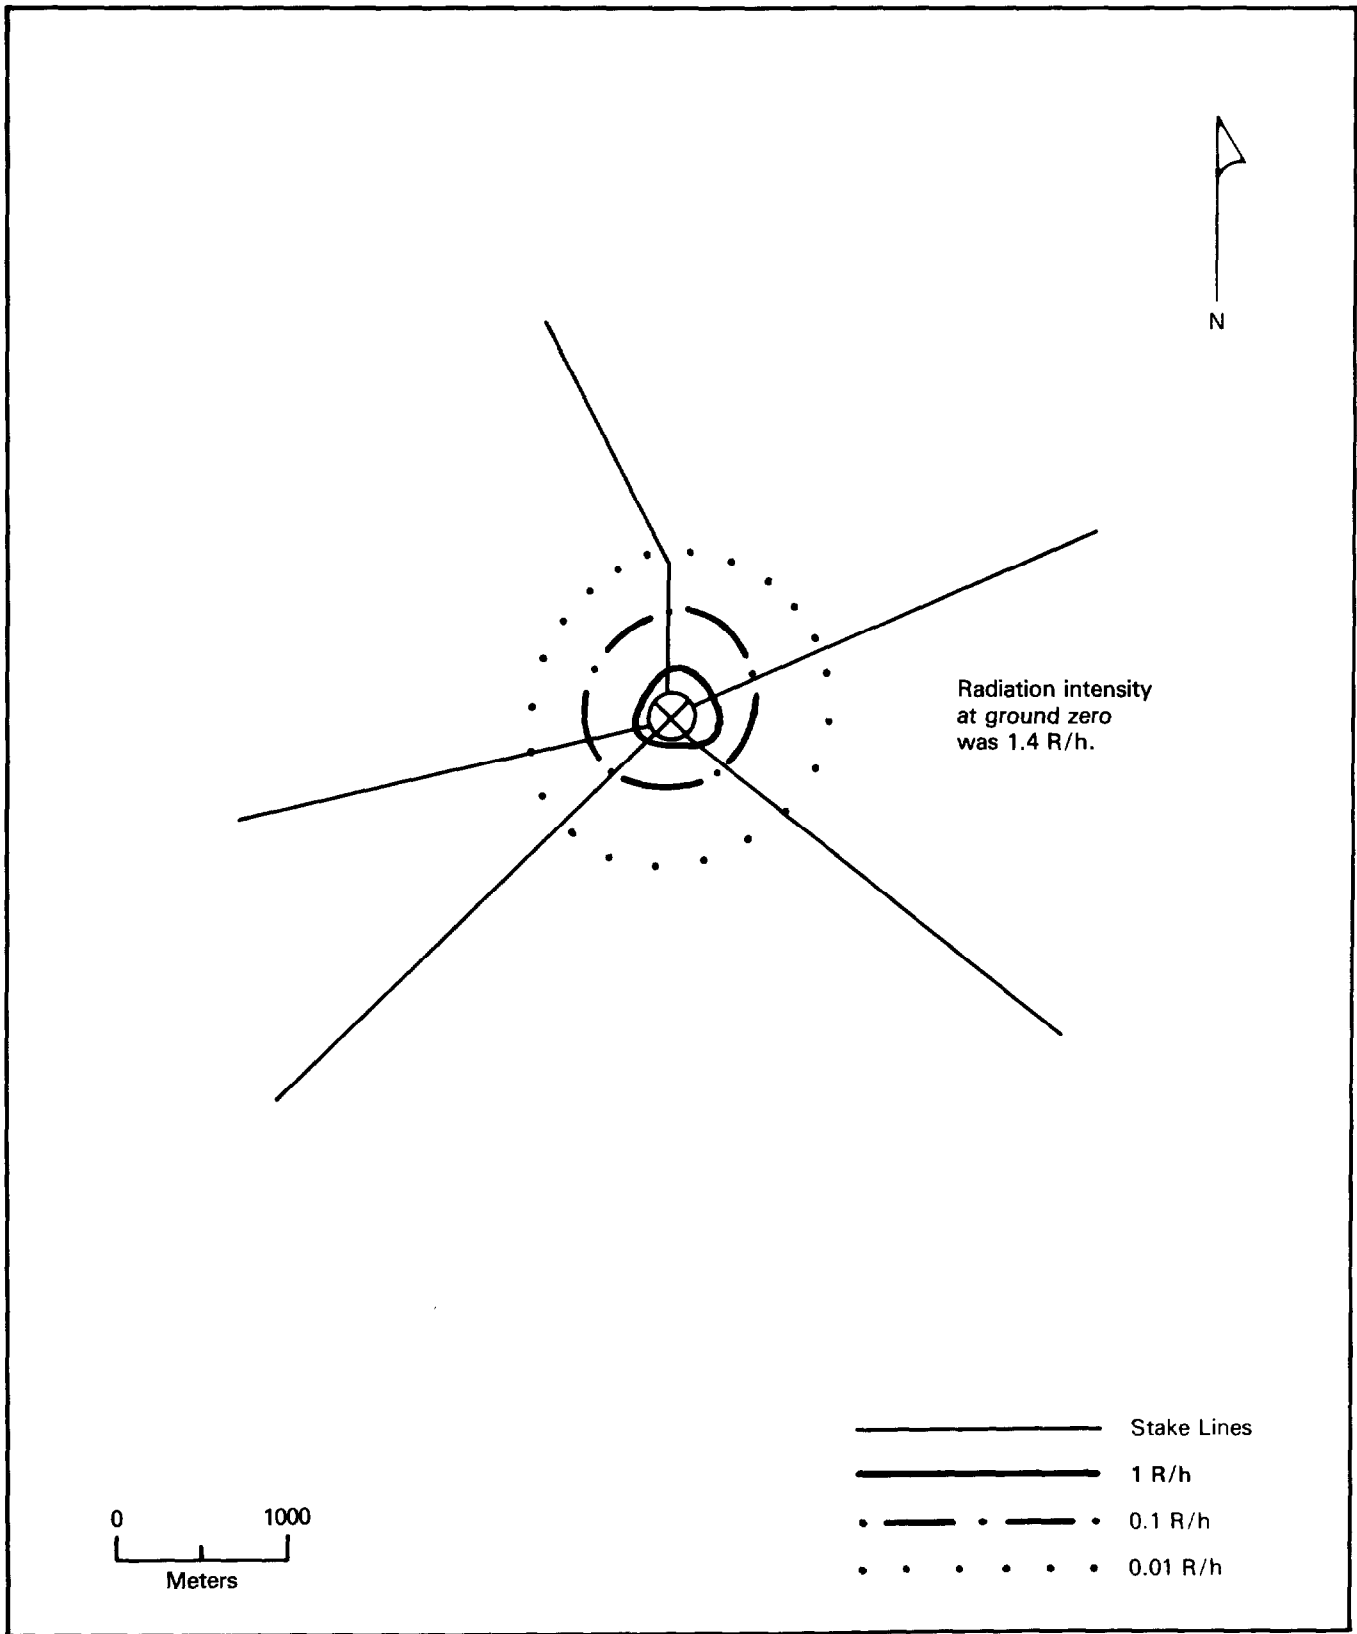 N
Radiation intensity
at ground zero
was 1.4 R/h.
Stake Lines
1 R/h
0.1 R/h
0.01 R/h
0 1000
Meters